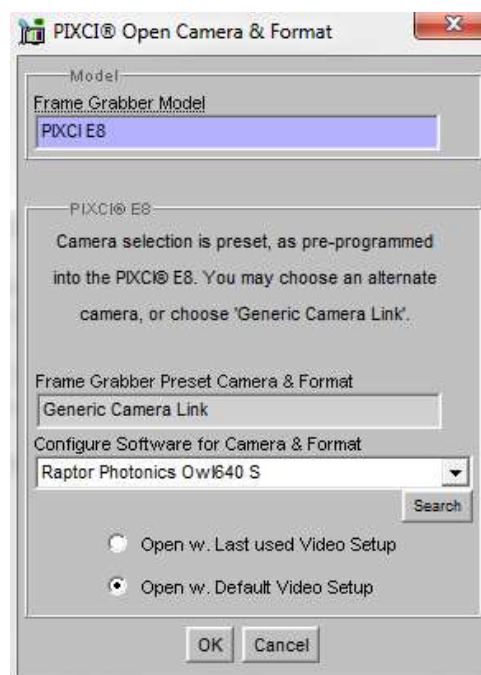 PIXCI® Open Camera & Format
Model
Frame Grabber Model
PIXCI E8
PIXCI® E8
Camera selection is preset, as pre-programmed
into the PIXCI® E8. You may choose an alternate
camera, or choose 'Generic Camera Link'.
Frame Grabber Preset Camera & Format
Generic Camera Link
Configure Software for Camera & Format
Raptor Photonics Owl640 S
Search
Open w. Last used Video Setup
Open w. Default Video Setup
OK Cancel